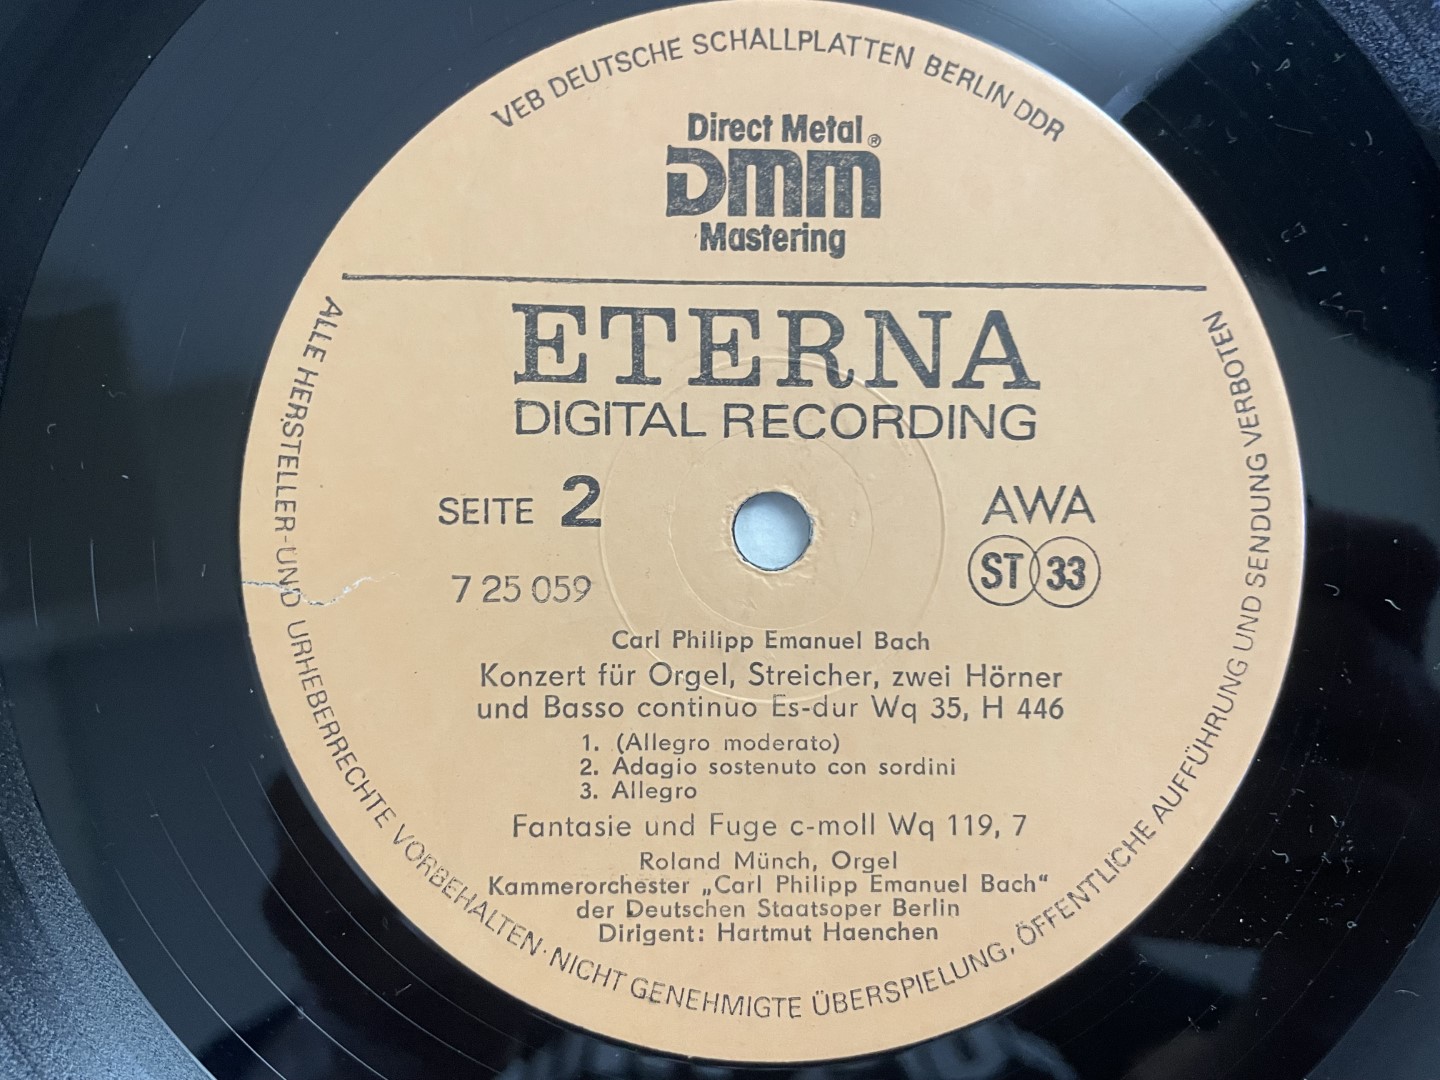 VEB DEUTSCHE SCHALLPLATTEN BERLIN DDR
Direct Metal®
DMM
Mastering
ETERNA
DIGITAL RECORDING
SEITE 2
AWA
7 25 059
ST 33
Carl Philipp Emanuel Bach
Konzert für Orgel, Streicher, zwei Hörner
und Basso continuo Es-dur Wq 35, H 446
1. (Allegro moderato)
2. Adagio sostenuto con sordini
3. Allegro
Fantasie und Fuge c-moll Wq 119, 7
Roland Münch, Orgel
Kammerorchester „Carl Philipp Emanuel Bach“
der Deutschen Staatsoper Berlin
Dirigent: Hartmut Haenchen
ALLE HERSTELLER-UND URHEBERRECHTE VORBEHALTEN · NICHT GENEHMIGTE ÜBERSPIELUNG, ÖFFENTLICHE AUFFÜHRUNG UND SENDUNG VERBOTEN